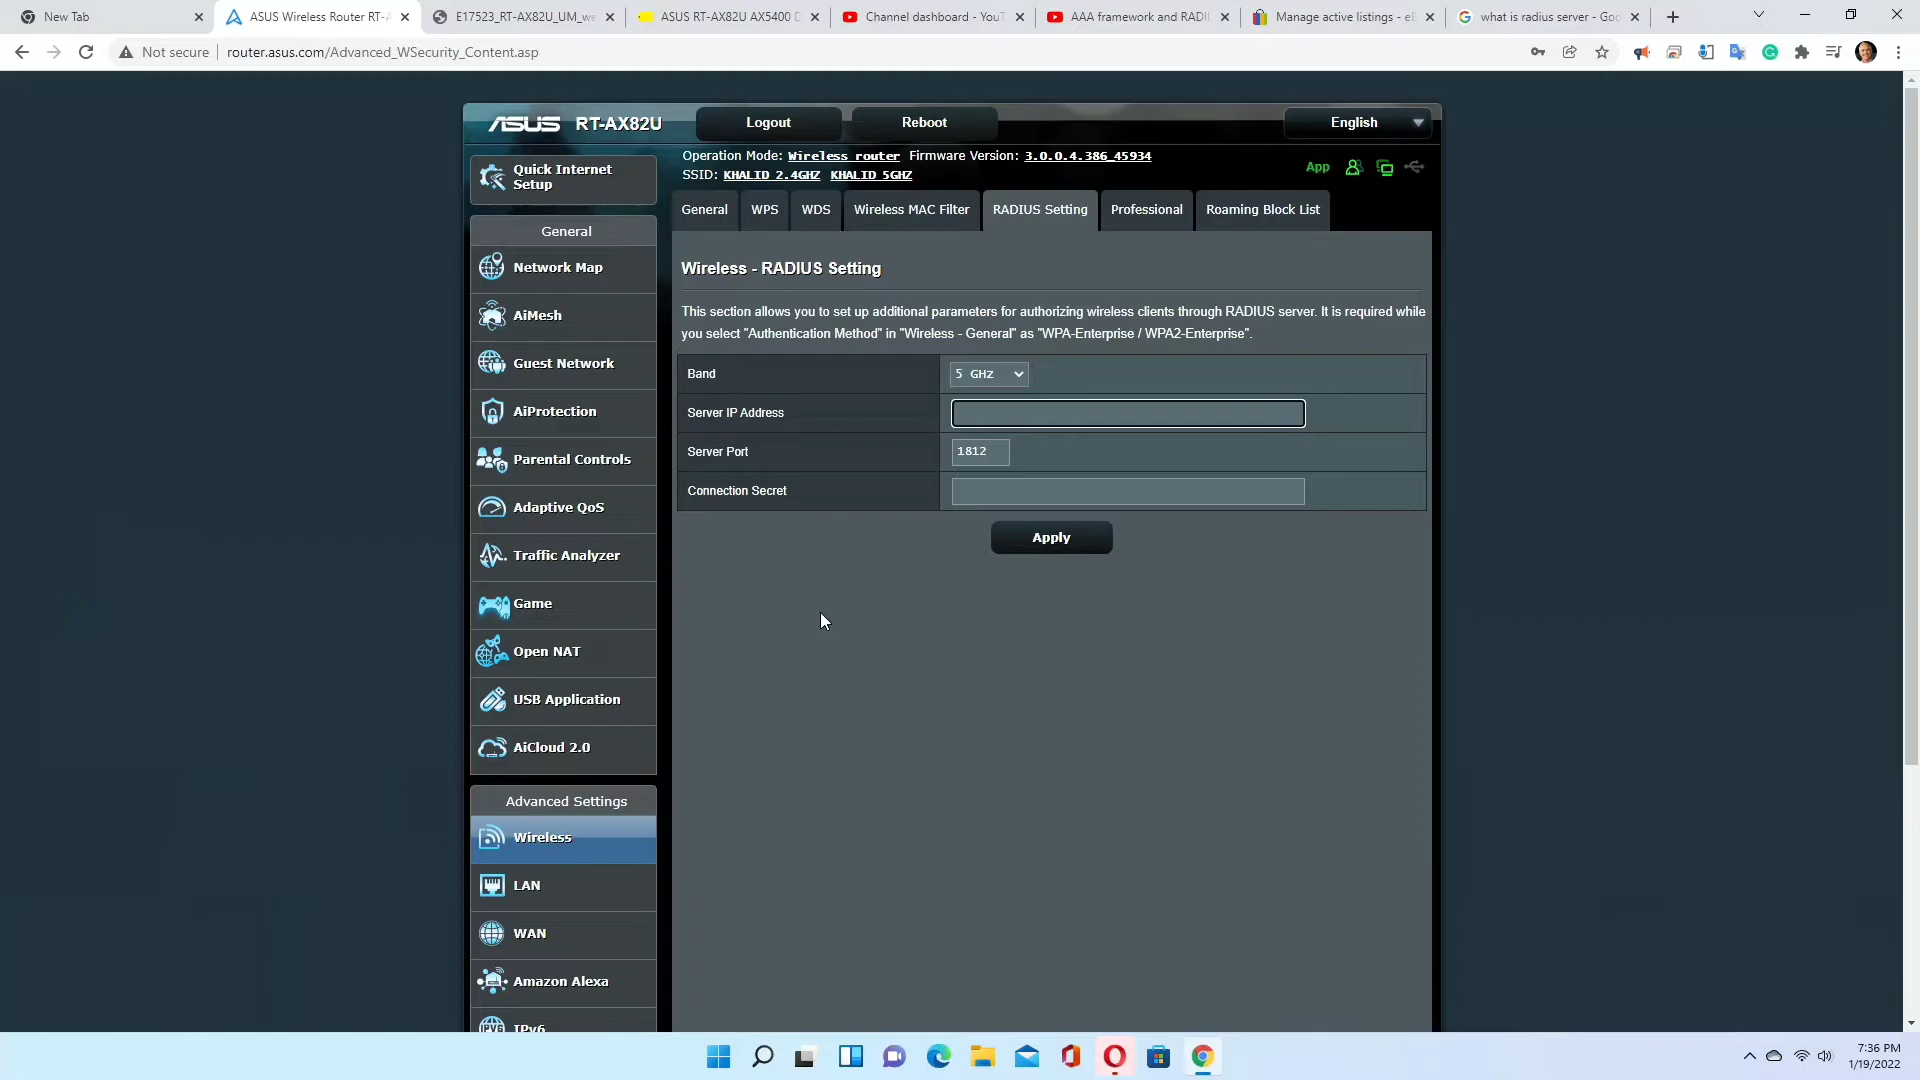 New Tab
ASUS Wireless Router RT-A
E17523_RT-AX82U_UM_we
ASUS RT-AX82U AX5400 D
Channel dashboard - YouT
AAA framework and RADIU
Manage active listings - eB
what is radius server - Goo
Not secure
router.asus.com/Advanced_WSecurity_Content.asp
ASUS RT-AX82U
Logout
Reboot
English
Operation Mode: Wireless router Firmware Version: 3.0.0.4.386_45934
SSID: KHALID 2.4GHZ KHALID 5GHZ
App
Quick Internet
Setup
General
WPS
WDS
Wireless MAC Filter
RADIUS Setting
Professional
Roaming Block List
General
Network Map
AiMesh
Guest Network
AiProtection
Parental Controls
Adaptive QoS
Traffic Analyzer
Game
Open NAT
USB Application
AiCloud 2.0
Advanced Settings
Wireless
LAN
WAN
Amazon Alexa
IPv6
Wireless - RADIUS Setting
This section allows you to set up additional parameters for authorizing wireless clients through RADIUS server. It is required while
you select "Authentication Method" in "Wireless - General" as "WPA-Enterprise / WPA2-Enterprise".
Band
5 GHz
Server IP Address
Server Port
1812
Connection Secret
Apply
7:36 PM
1/19/2022